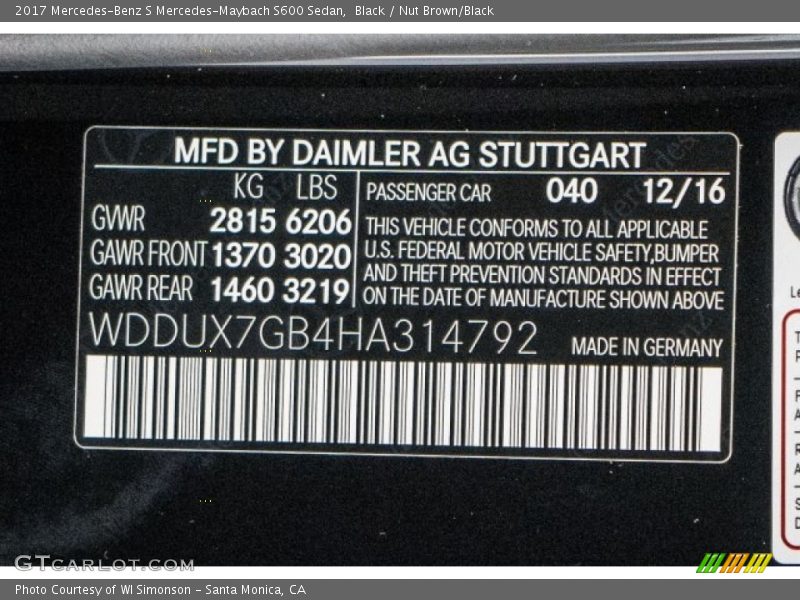 2017 Mercedes-Benz S Mercedes-Maybach S600 Sedan, Black / Nut Brown/Black
MFD BY DAIMLER AG STUTTGART
KG LBS
GWR 2815 6206
GAWR FRONT 1370 3020
GAWR REAR 1460 3219
PASSENGER CAR 040 12/16
THIS VEHICLE CONFORMS TO ALL APPLICABLE
U.S. FEDERAL MOTOR VEHICLE SAFETY,BUMPER
AND THEFT PREVENTION STANDARDS IN EFFECT
ON THE DATE OF MANUFACTURE SHOWN ABOVE
WDDUX7GB4HA314792 MADE IN GERMANY
GTCARLOT.COM
Photo Courtesy of WI Simonson - Santa Monica, CA